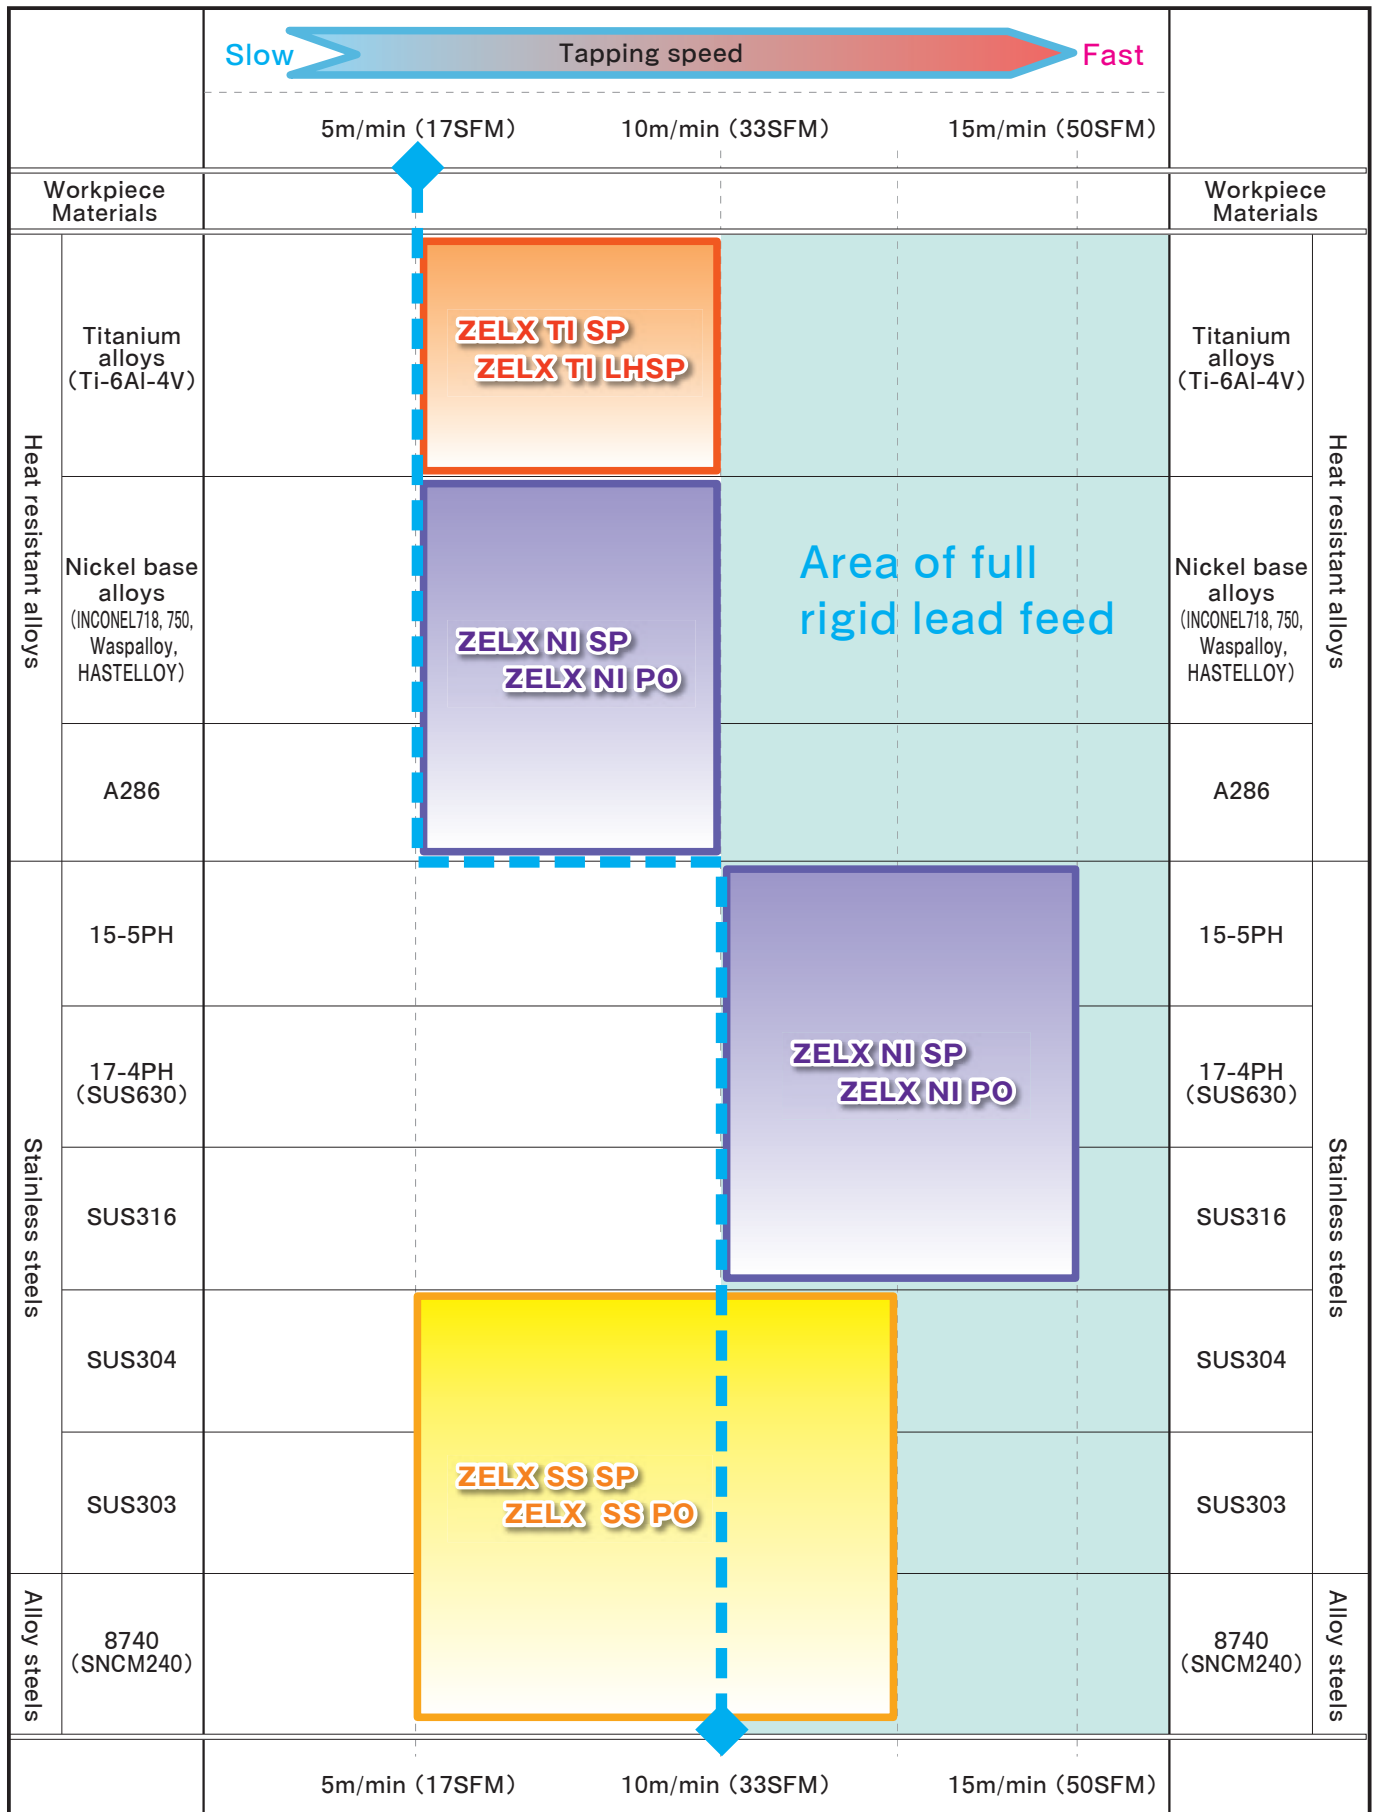 Slow
Tapping speed
Fast
5m/min (17SFM)
10m/min (33SFM)
15m/min (50SFM)
Workpiece
Materials
Workpiece
Materials
Heat resistant alloys
Titanium
alloys
(Ti-6Al-4V)
ZELX TI SP
ZELX TI LHSP
Titanium
alloys
(Ti-6Al-4V)
Heat resistant alloys
Nickel base
alloys
(INCONEL718, 750,
Waspalloy,
HASTELLOY)
ZELX NI SP
ZELX NI PO
Area of full
rigid lead feed
Nickel base
alloys
(INCONEL718, 750,
Waspalloy,
HASTELLOY)
A286
A286
Stainless steels
15-5PH
15-5PH
Stainless steels
17-4PH
(SUS630)
ZELX NI SP
ZELX NI PO
17-4PH
(SUS630)
SUS316
SUS316
SUS304
SUS304
SUS303
ZELX SS SP
ZELX SS PO
SUS303
Alloy steels
8740
(SNCM240)
8740
(SNCM240)
Alloy steels
5m/min (17SFM)
10m/min (33SFM)
15m/min (50SFM)